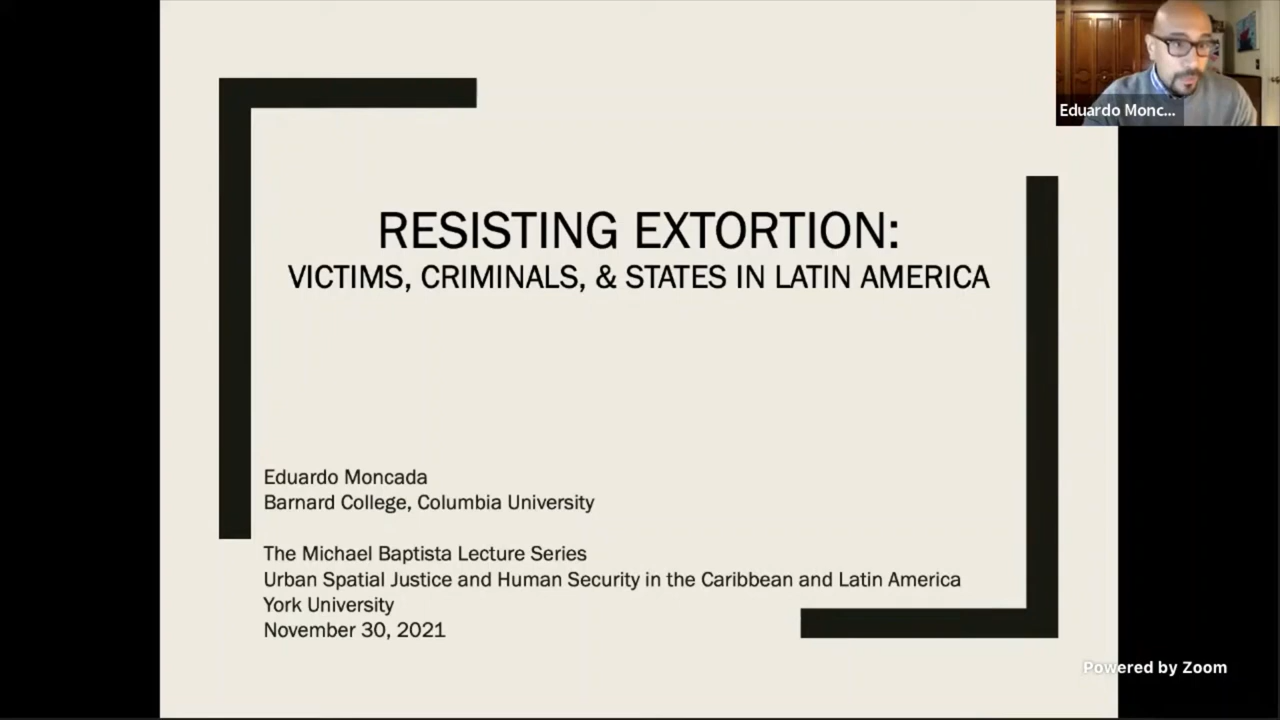 Eduardo Monc...
RESISTING EXTORTION:
VICTIMS, CRIMINALS, & STATES IN LATIN AMERICA
Eduardo Moncada
Barnard College, Columbia University
The Michael Baptista Lecture Series
Urban Spatial Justice and Human Security in the Caribbean and Latin America
York University
November 30, 2021
Powered by Zoom